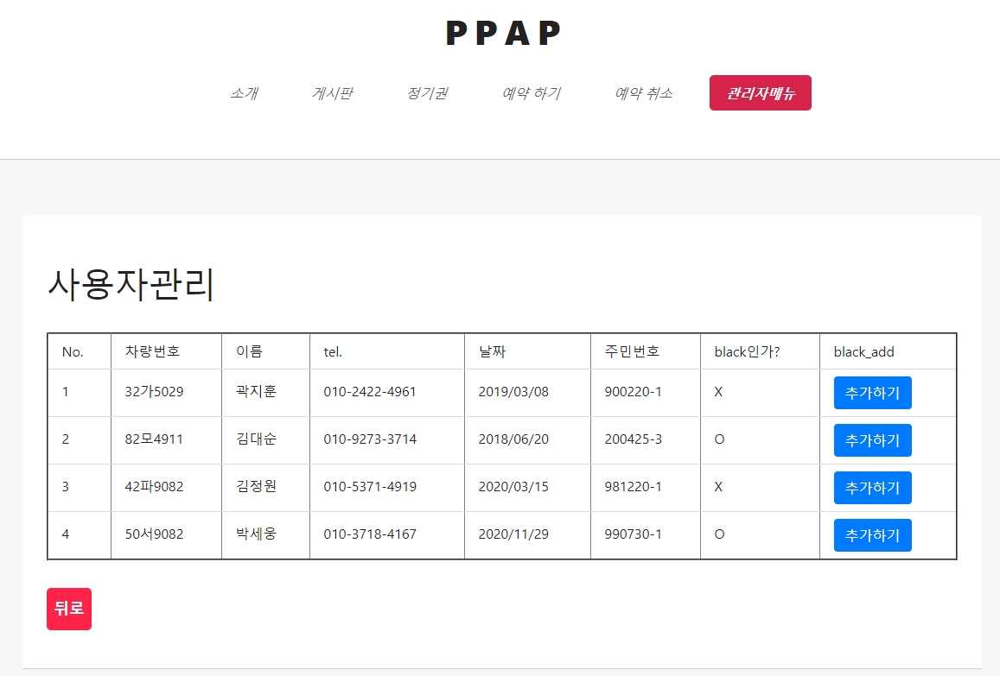 PPAP
소개 게시판 정기권 예약 하기 예약 취소 관리자메뉴
사용자관리
No. 차량번호 이름 tel. 날짜 주민번호 black인가? black_add
1 32가5029 곽지훈 010-2422-4961 2019/03/08 900220-1 X 추가하기
2 82모4911 김대순 010-9273-3714 2018/06/20 200425-3 O 추가하기
3 42파9082 김정원 010-5371-4919 2020/03/15 981220-1 X 추가하기
4 50서9082 박세웅 010-3718-4167 2020/11/29 990730-1 O 추가하기
뒤로